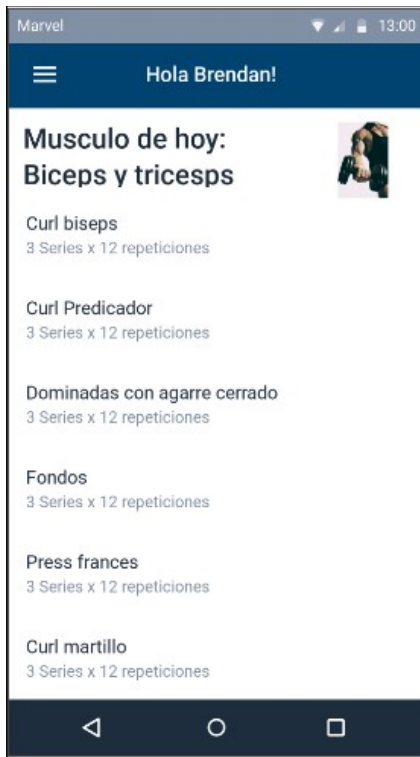 Marvel
13:00
Hola Brendan!
Musculo de hoy:
Biceps y tricesps
Curl biseps
3 Series x 12 repeticiones
Curl Predicador
3 Series x 12 repeticiones
Dominadas con agarre cerrado
3 Series x 12 repeticiones
Fondos
3 Series x 12 repeticiones
Press frances
3 Series x 12 repeticiones
Curl martillo
3 Series x 12 repeticiones